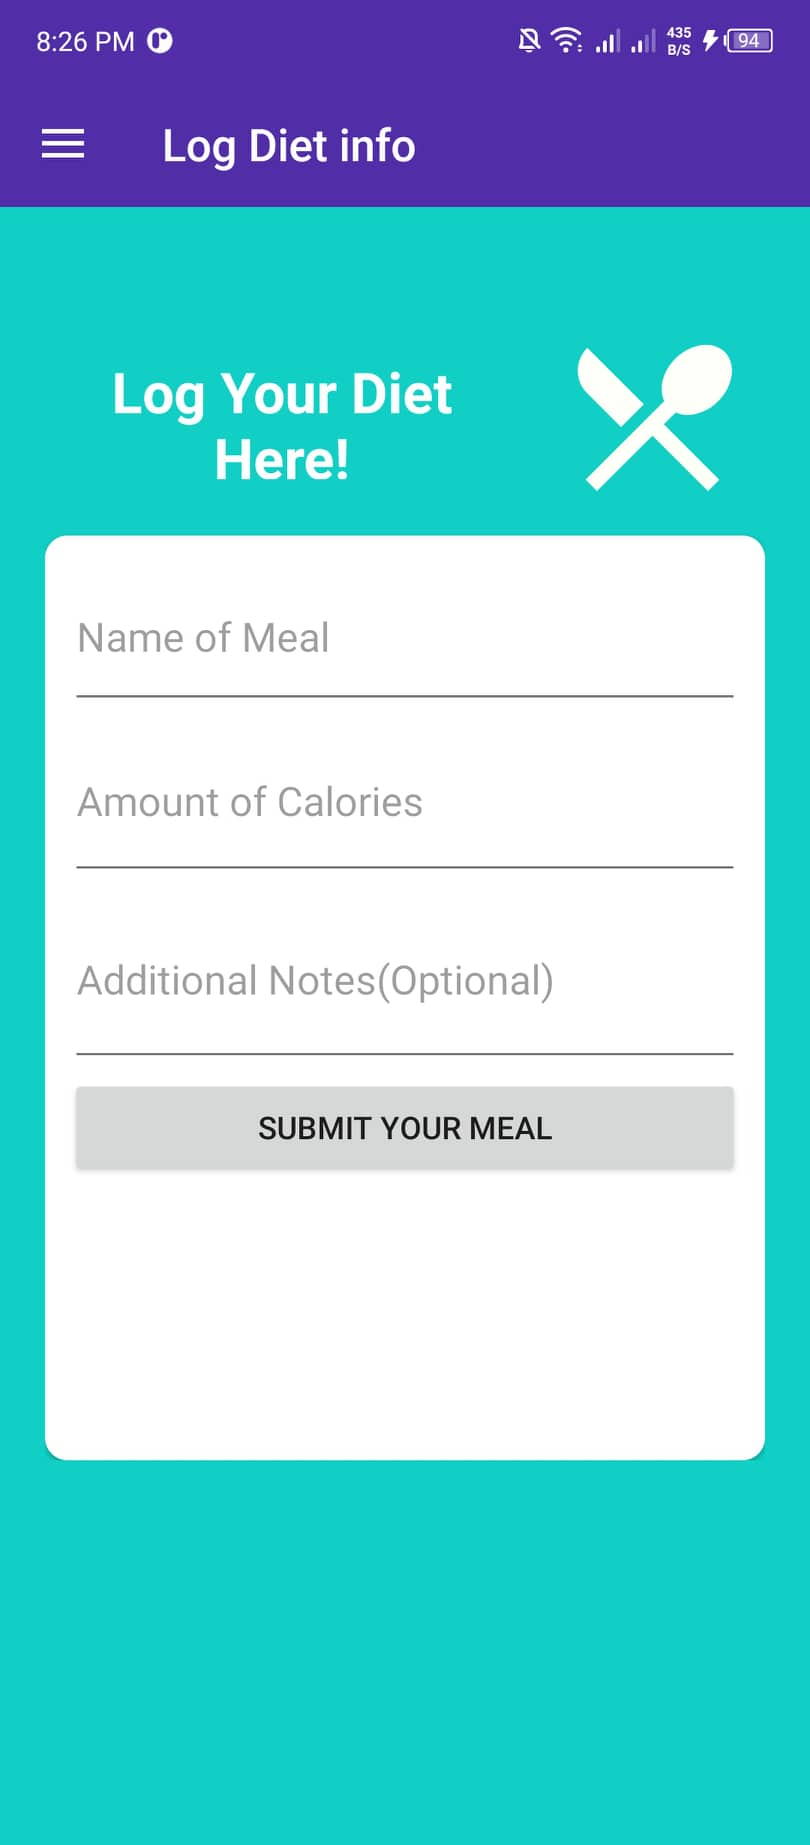 8:26 PM
435
B/S
94
Log Diet info
Log Your Diet
Here!
Name of Meal
Amount of Calories
Additional Notes(Optional)
SUBMIT YOUR MEAL